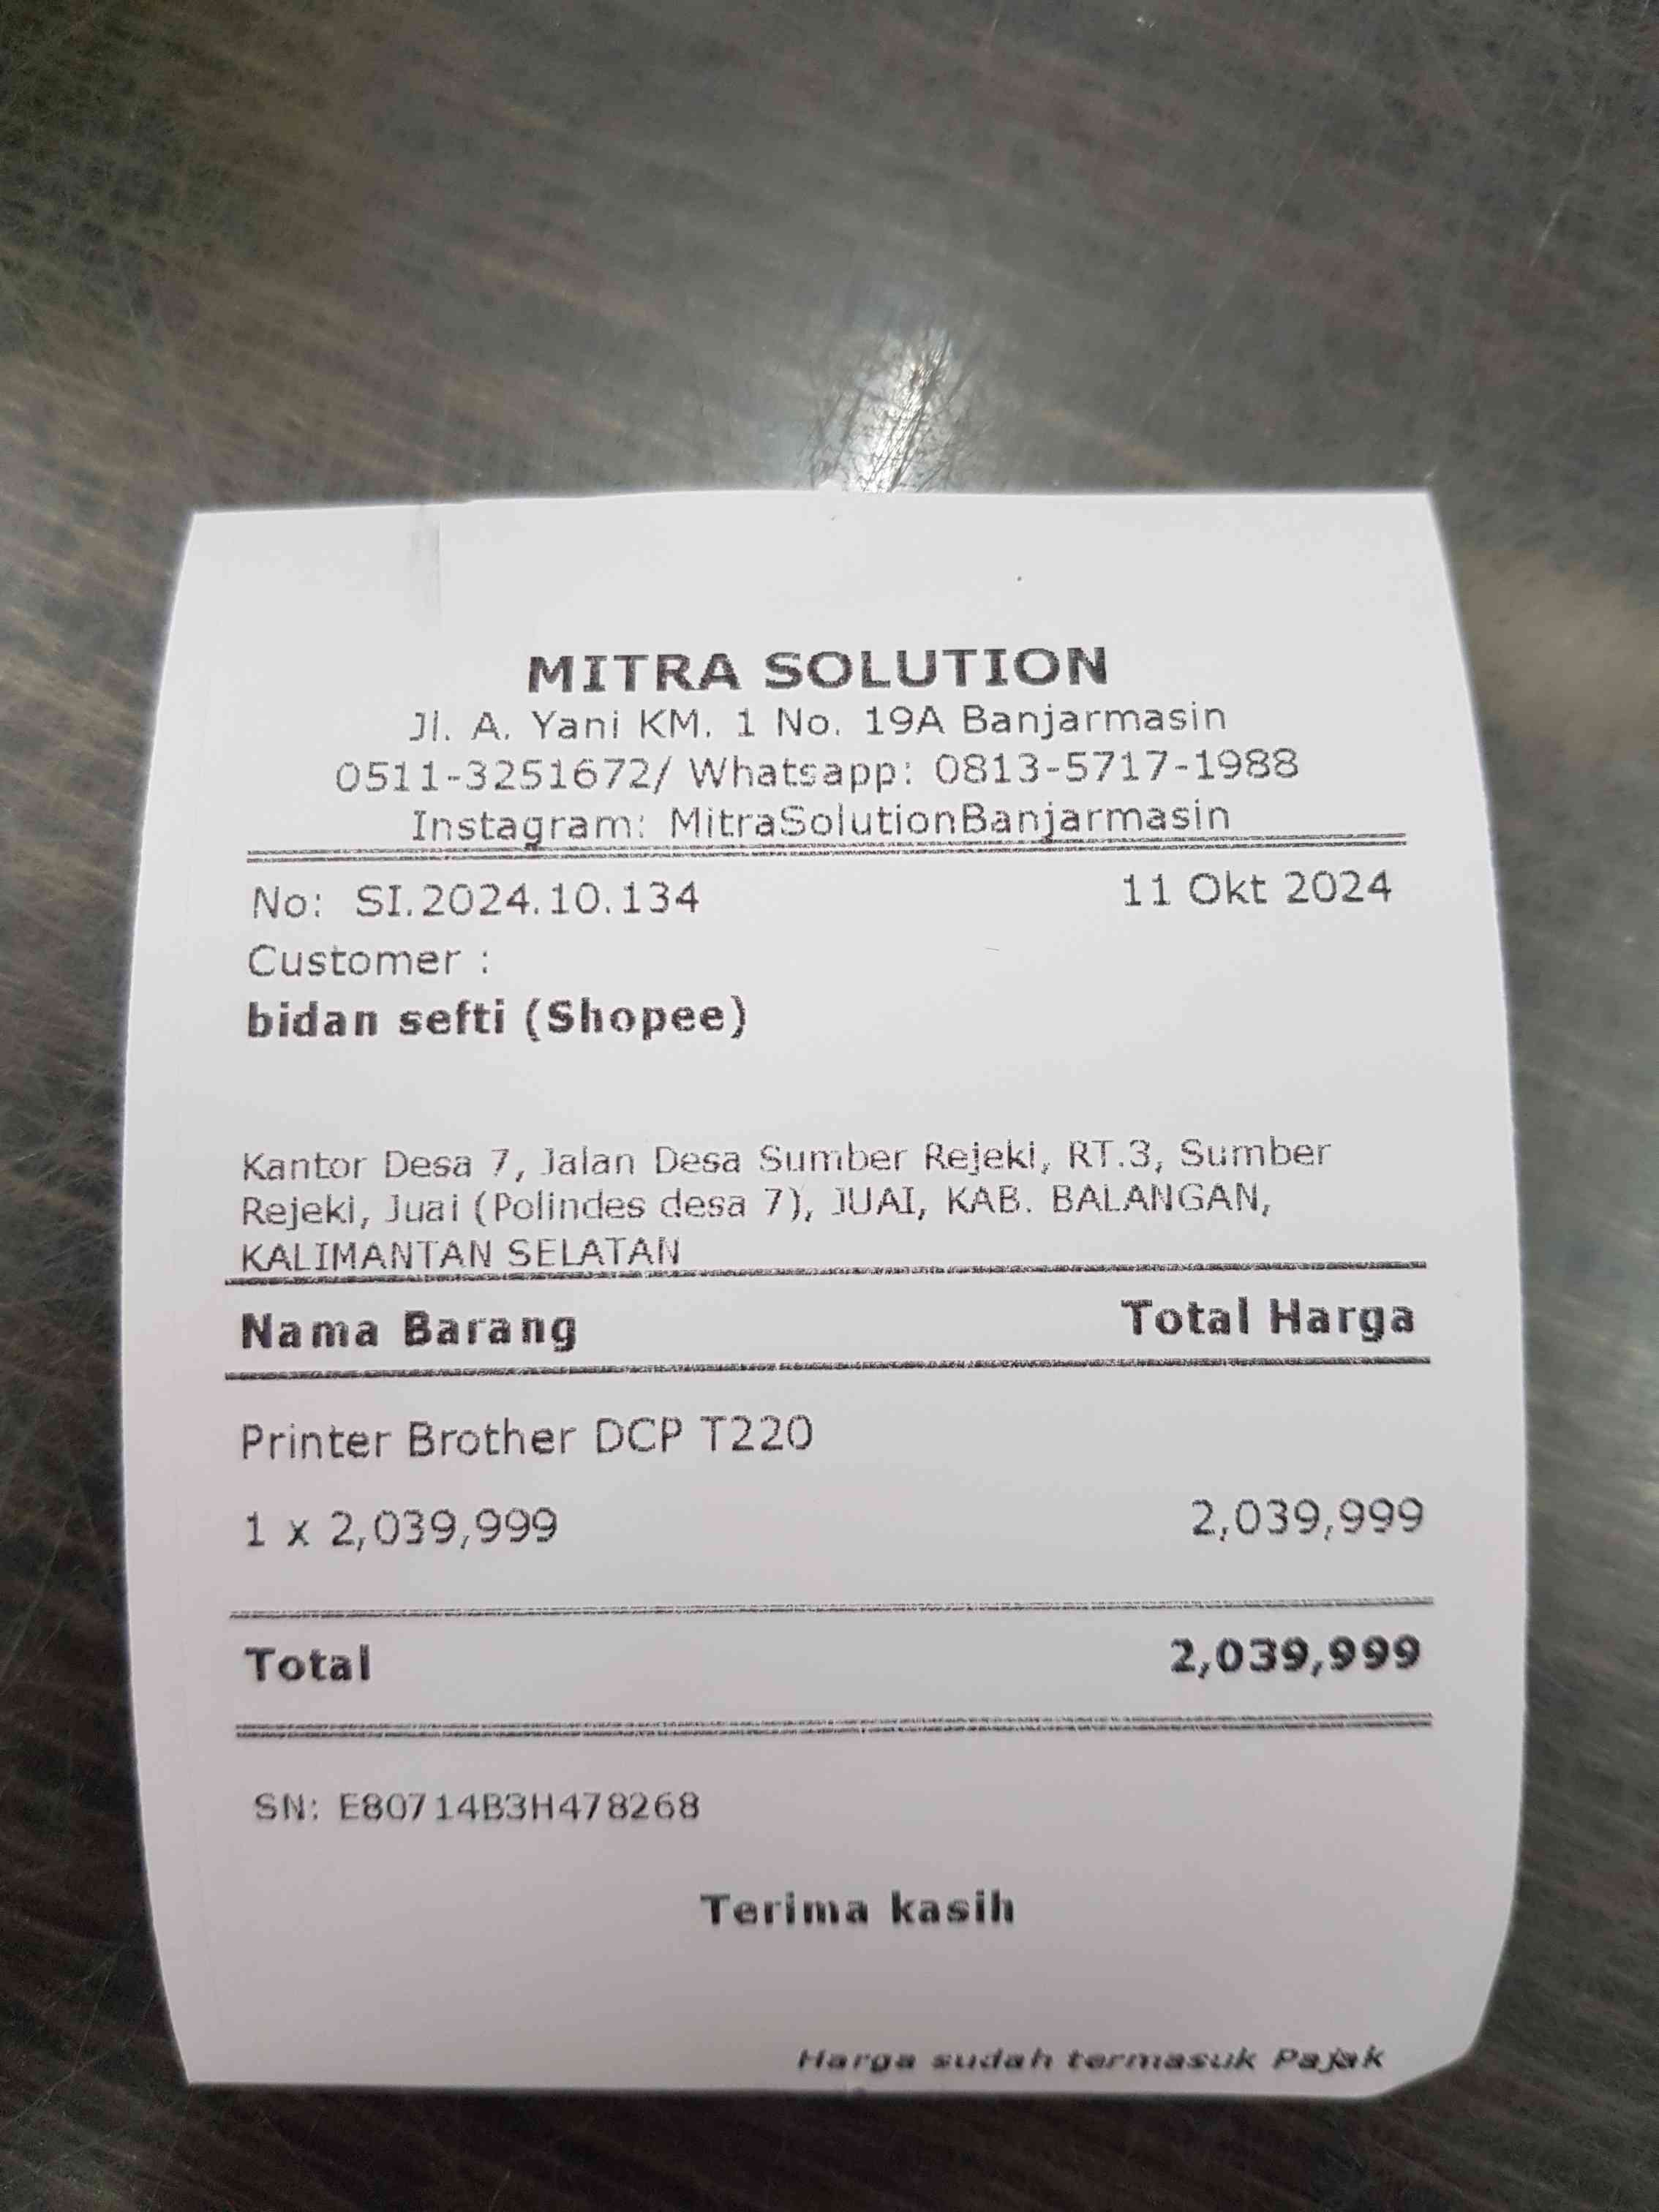 MITRA SOLUTION
Jl. A. Yani KM. 1 No. 19A Banjarmasin
0511-3251672/ Whatsapp: 0813-5717-1988
Instagram: MitraSolutionBanjarmasin
No: SI.2024.10.134 11 Okt 2024
Customer :
bidan sefti (Shopee)
Kantor Desa 7, Jalan Desa Sumber Rejeki, RT.3, Sumber
Rejeki, Juai (Polindes desa 7), JUAI, KAB. BALANGAN,
KALIMANTAN SELATAN
Nama Barang Total Harga
Printer Brother DCP T220
1 x 2,039,999 2,039,999
Total 2,039,999
SN: E80714B3H478268
Terima kasih
Harga sudah termasuk Pajak